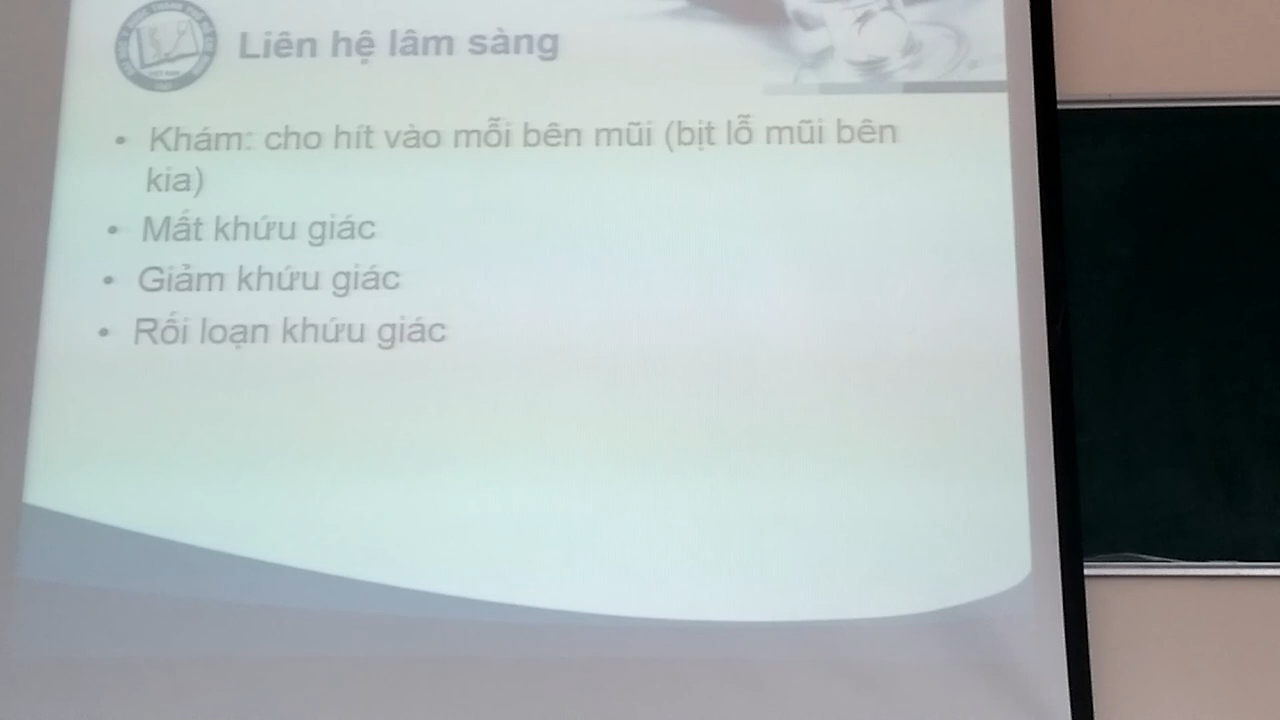 Liên hệ lâm sàng
• Khám: cho hít vào mỗi bên mũi (bịt lỗ mũi bên
kia)
• Mất khứu giác
• Giảm khứu giác
• Rối loạn khứu giác